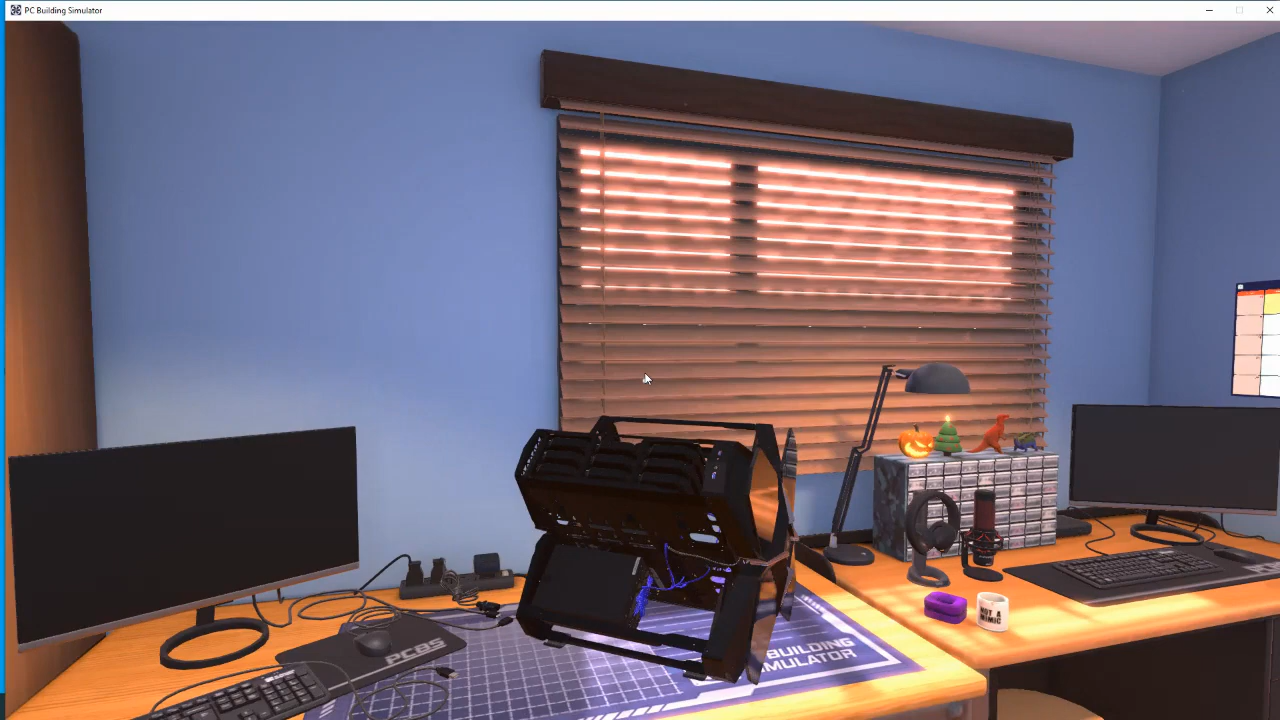 PC Building Simulator
NOT A
MIMIC
PCBS
BUILDING
SIMULATOR